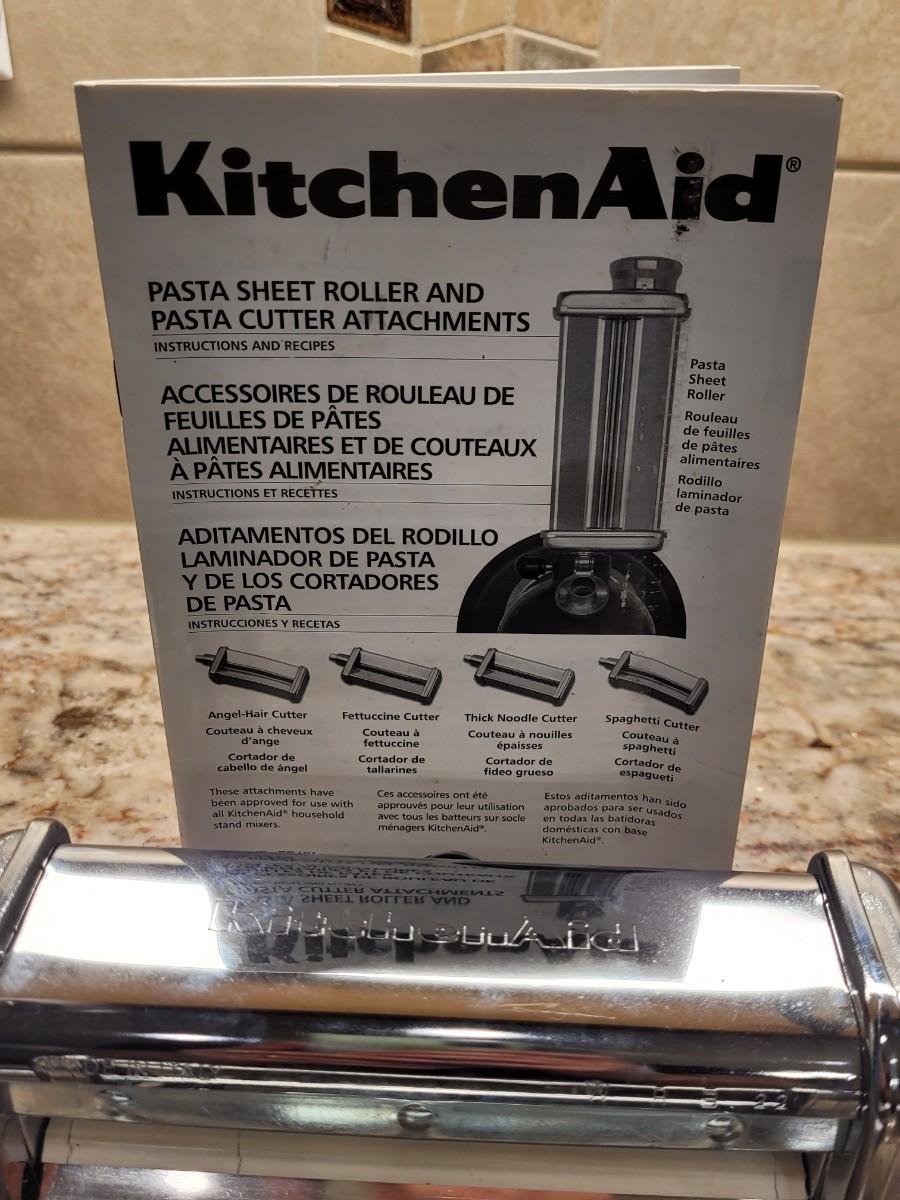 KitchenAid®
PASTA SHEET ROLLER AND
PASTA CUTTER ATTACHMENTS
INSTRUCTIONS AND RECIPES
ACCESSOIRES DE ROULEAU DE
FEUILLES DE PÂTES
ALIMENTAIRES ET DE COUTEAUX
À PÂTES ALIMENTAIRES
INSTRUCTIONS ET RECETTES
ADITAMENTOS DEL RODILLO
LAMINADOR DE PASTA
Y DE LOS CORTADORES
DE PASTA
INSTRUCCIONES Y RECETAS
Pasta
Sheet
Roller
Rouleau
de feuilles
de pâtes
alimentaires
Rodillo
laminador
de pasta
Angel-Hair Cutter
Couteau à cheveux
d'ange
Cortador de
cabello de ángel
Fettuccine Cutter
Couteau à
fettuccine
Cortador de
tallarines
Thick Noodle Cutter
Couteau à nouilles
épaisses
Cortador de
fideo grueso
Spaghetti Cutter
Couteau à
spaghetti
Cortador de
espagueti
These attachments have
been approved for use with
all KitchenAid® household
stand mixers.
Ces accessoires ont été
approuvés pour leur utilisation
avec tous les batteurs sur socle
ménagers KitchenAid®.
Estos aditamentos han sido
aprobados para ser usados
en todas las batidoras
domésticas con base
KitchenAid®.
KitchenAid